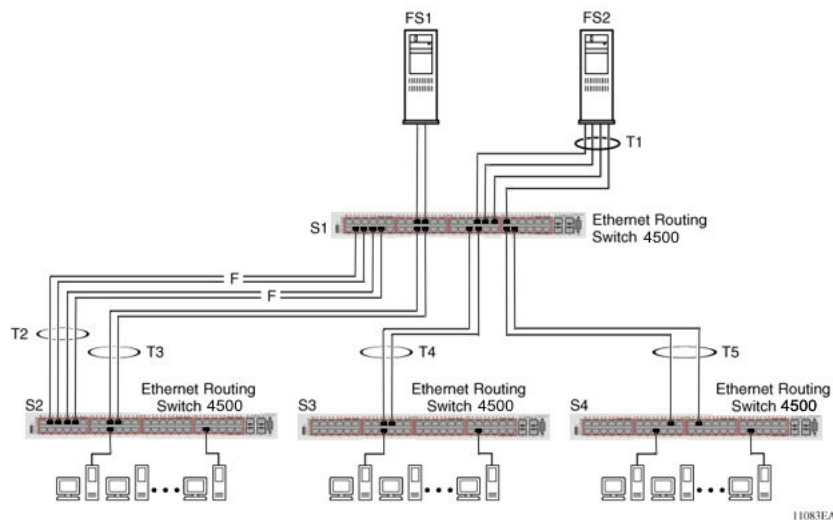 FS1
FS2
T1
S1
Ethernet Routing
Switch 4500
F
F
T2
T3
T4
T5
S2
Ethernet Routing
Switch 4500
S3
Ethernet Routing
Switch 4500
S4
Ethernet Routing
Switch 4500
11083EA